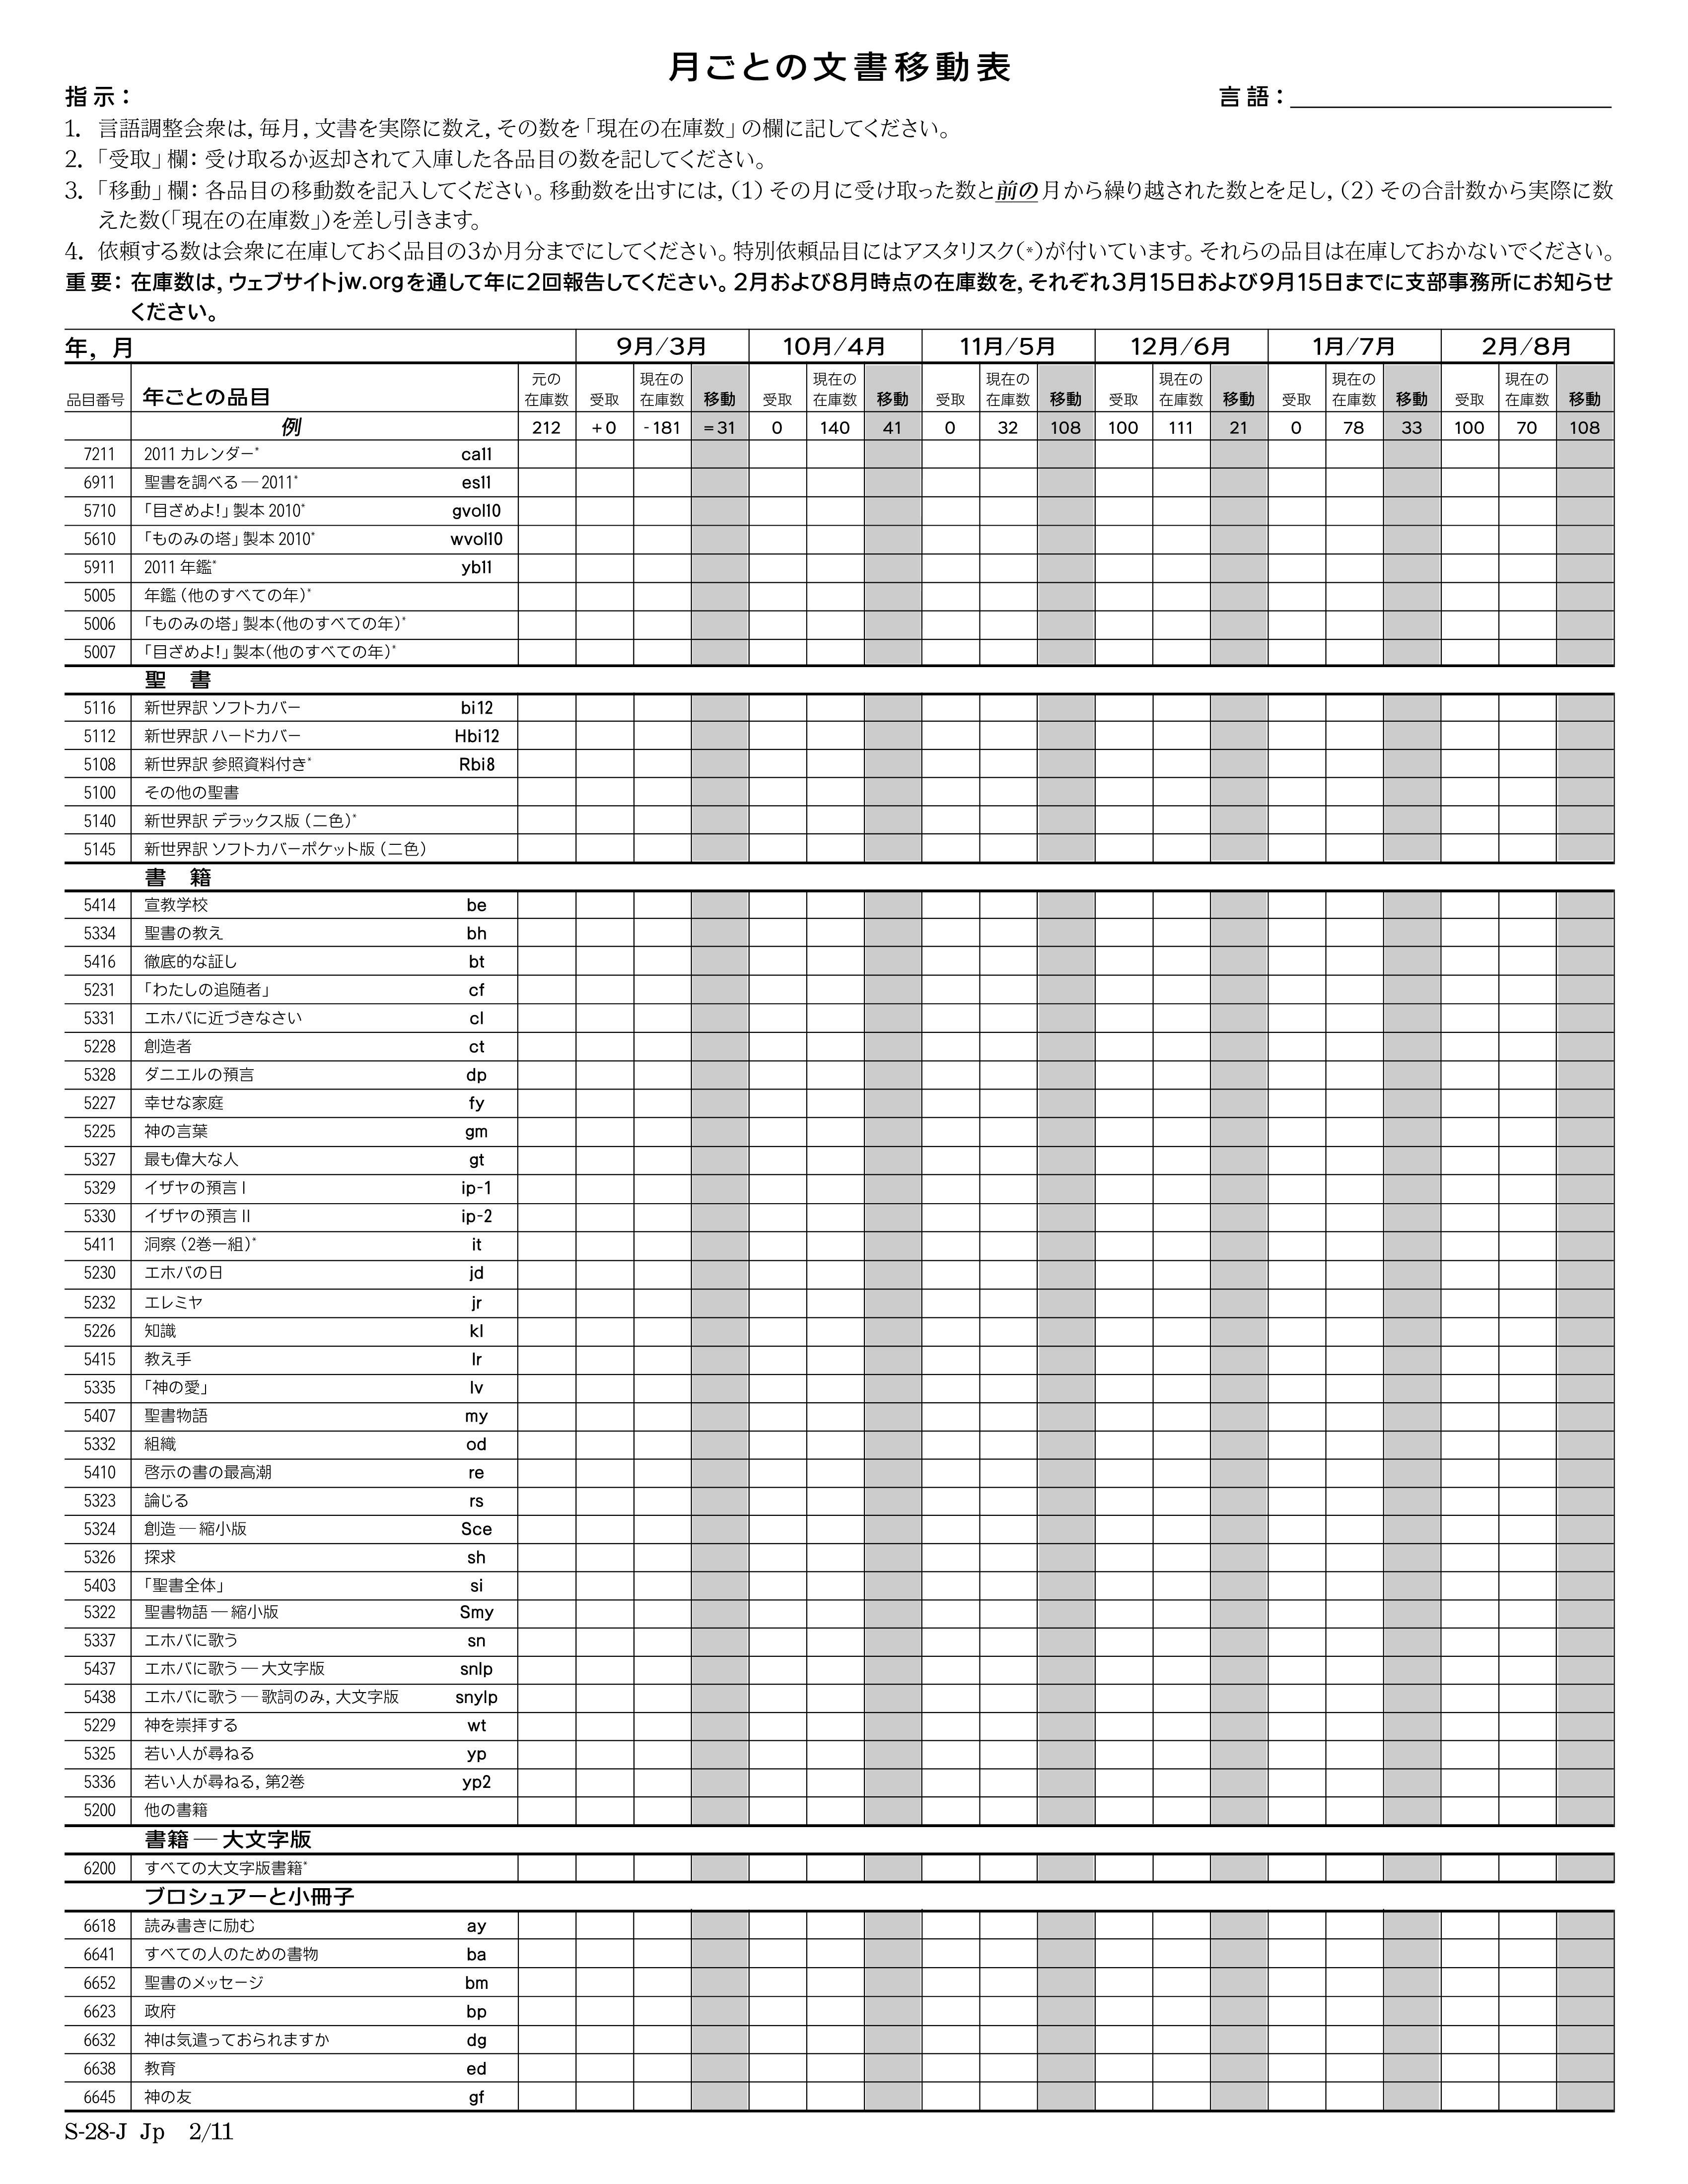 月ごとの文書移動表
指示：
言語：
1. 言語調整会衆は，毎月，文書を実際に数え，その数を「現在の在庫数」の欄に記してください。
2. 「受取」欄：受け取るか返却されて入庫した各品目の数を記してください。
3. 「移動」欄：各品目の移動数を記入してください。移動数を出すには，（1）その月に受け取った数と前の月から繰り越された数とを足し，（2）その合計数から実際に数
えた数（「現在の在庫数」）を差し引きます。
4. 依頼する数は会衆に在庫しておく品目の3か月分までにしてください。特別依頼品目にはアスタリスク（*）が付いています。それらの品目は在庫しておかないでください。
重要：在庫数は，ウェブサイトjw.orgを通して年に2回報告してください。2月および8月時点の在庫数を，それぞれ3月15日および9月15日までに支部事務所にお知らせ
ください。
年，月 9月/3月 10月/4月 11月/5月 12月/6月 1月/7月 2月/8月
品目番号 年ごとの品目 元の在庫数 受取 現在の在庫数 移動 受取 現在の在庫数 移動 受取 現在の在庫数 移動 受取 現在の在庫数 移動 受取 現在の在庫数 移動 受取 現在の在庫数 移動
例 212 +0 -181 =31 0 140 41 0 32 108 100 111 21 0 78 33 100 70 108
7211 2011 カレンダー* ca11
6911 聖書を調べる ― 2011* es11
5710 「目ざめよ！」製本 2010* gvol10
5610 「ものみの塔」製本 2010* wvol10
5911 2011 年鑑* yb11
5005 年鑑（他のすべての年）*
5006 「ものみの塔」製本（他のすべての年）*
5007 「目ざめよ！」製本（他のすべての年）*
聖　書
5116 新世界訳 ソフトカバー bi12
5112 新世界訳 ハードカバー Hbi12
5108 新世界訳 参照資料付き* Rbi8
5100 その他の聖書
5140 新世界訳 デラックス版（二色）*
5145 新世界訳 ソフトカバーポケット版（二色）
書　籍
5414 宣教学校 be
5334 聖書の教え bh
5416 徹底的な証し bt
5231 「わたしの追随者」 cf
5331 エホバに近づきなさい cl
5228 創造者 ct
5328 ダニエルの預言 dp
5227 幸せな家庭 fy
5225 神の言葉 gm
5327 最も偉大な人 gt
5329 イザヤの預言 I ip-1
5330 イザヤの預言 II ip-2
5411 洞察（2巻一組）* it
5230 エホバの日 jd
5232 エレミヤ jr
5226 知識 kl
5415 教え手 lr
5335 「神の愛」 lv
5407 聖書物語 my
5332 組織 od
5410 啓示の書の最高潮 re
5323 論じる rs
5324 創造 ― 縮小版 Sce
5326 探求 sh
5403 「聖書全体」 si
5322 聖書物語 ― 縮小版 Smy
5337 エホバに歌う sn
5437 エホバに歌う ― 大文字版 snlp
5438 エホバに歌う ― 歌詞のみ，大文字版 snylp
5229 神を崇拝する wt
5325 若い人が尋ねる yp
5336 若い人が尋ねる，第2巻 yp2
5200 他の書籍
書籍 ― 大文字版
6200 すべての大文字版書籍*
ブロシュアーと小冊子
6618 読み書きに励む ay
6641 すべての人のための書物 ba
6652 聖書のメッセージ bm
6623 政府 bp
6632 神は気遣っておられますか dg
6638 教育 ed
6645 神の友 gf
S-28-J Jp 2/11